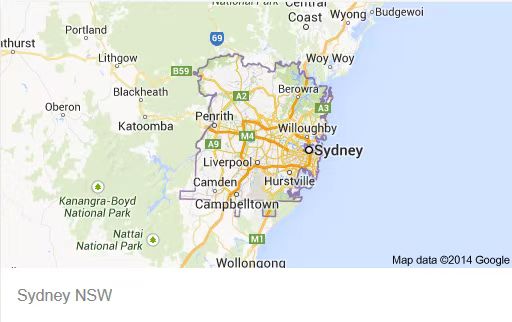 National Park
Central
Coast
Wyong
Budgewoi
Portland
thurst
Lithgow
69
Woy Woy
B59
Blackheath
Berowra
A2
A3
Oberon
Katoomba
Penrith
Willoughby
M4
A9
Sydney
Liverpool
Camden
Hurstville
Kanangra-Boyd
National Park
Campbelltown
Nattai
National Park
M1
Wollongong
Map data ©2014 Google
Sydney NSW